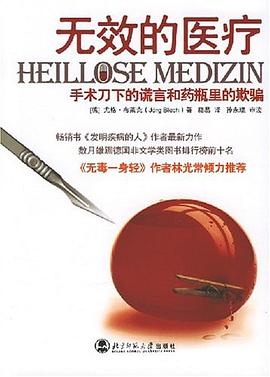 无效的医疗
HEILLOSE MEDIZIN
手术刀下的谎言和药瓶里的欺骗
[德] 尤格·布莱克 (Jörg Blech) 著 穆易 译
畅销书《发明疾病的人》作者最新力作
数月雄踞德国非文学类图书排行榜前十名
《无毒一身轻》作者林光常倾力推荐
北京师范大学出版社